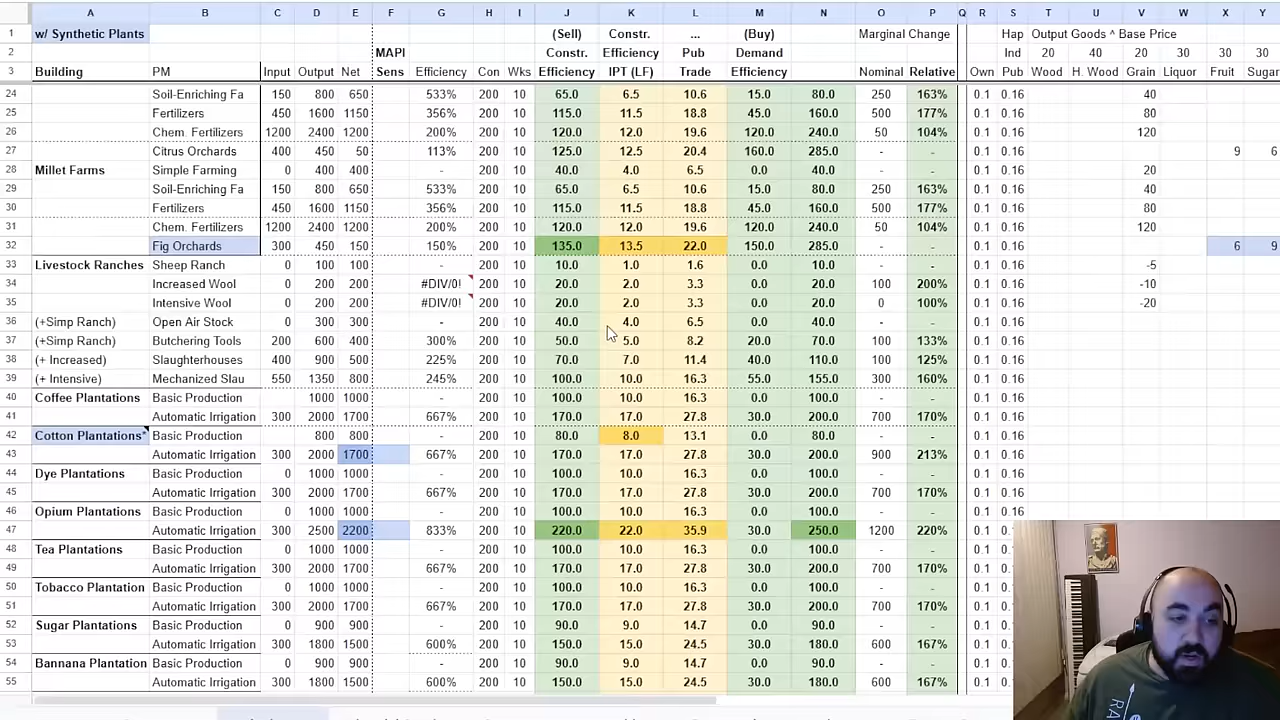 A B C D E F G H I J K L M N O P Q R S T U V W X Y
1 w/ Synthetic Plants (Sell) Constr. ... (Buy) Marginal Change Hap Output Goods ^ Base Price
2 MAPI Constr. Efficiency Pub Demand Ind 20 40 20 30 30 30
3 Building PM Input Output Net Sens Efficiency Con Wks Efficiency IPT (LF) Trade Efficiency Nominal Relative Own Pub Wood H. Wood Grain Liquor Fruit Sugar
24 Soil-Enriching Fa 150 800 650 533% 200 10 65.0 6.5 10.6 15.0 80.0 250 163% 0.1 0.16 40
25 Fertilizers 450 1600 1150 356% 200 10 115.0 11.5 18.8 45.0 160.0 500 177% 0.1 0.16 80
26 Chem. Fertilizers 1200 2400 1200 200% 200 10 120.0 12.0 19.6 120.0 240.0 50 104% 0.1 0.16 120
27 Citrus Orchards 400 450 50 113% 200 10 125.0 12.5 20.4 160.0 285.0 - - 0.1 0.16 9 6
28 Millet Farms Simple Farming 0 400 400 - 200 10 40.0 4.0 6.5 0.0 40.0 - - 0.1 0.16 20
29 Soil-Enriching Fa 150 800 650 533% 200 10 65.0 6.5 10.6 15.0 80.0 250 163% 0.1 0.16 40
30 Fertilizers 450 1600 1150 356% 200 10 115.0 11.5 18.8 45.0 160.0 500 177% 0.1 0.16 80
31 Chem. Fertilizers 1200 2400 1200 200% 200 10 120.0 12.0 19.6 120.0 240.0 50 104% 0.1 0.16 120
32 Fig Orchards 300 450 150 150% 200 10 135.0 13.5 22.0 150.0 285.0 - - 0.1 0.16 6 9
33 Livestock Ranches Sheep Ranch 0 100 100 - 200 10 10.0 1.0 1.6 0.0 10.0 - - 0.1 0.16 -5
34 Increased Wool 0 200 200 #DIV/0! 200 10 20.0 2.0 3.3 0.0 20.0 100 200% 0.1 0.16 -10
35 Intensive Wool 0 200 200 #DIV/0! 200 10 20.0 2.0 3.3 0.0 20.0 0 100% 0.1 0.16 -20
36 (+Simp Ranch) Open Air Stock 0 300 300 - 200 10 40.0 4.0 6.5 0.0 40.0 - - 0.1 0.16
37 (+Simp Ranch) Butchering Tools 200 600 400 300% 200 10 50.0 5.0 8.2 20.0 70.0 100 133% 0.1 0.16
38 (+ Increased) Slaughterhouses 400 900 500 225% 200 10 70.0 7.0 11.4 40.0 110.0 100 125% 0.1 0.16
39 (+ Intensive) Mechanized Slau 550 1350 800 245% 200 10 100.0 10.0 16.3 55.0 155.0 300 160% 0.1 0.16
40 Coffee Plantations Basic Production 1000 1000 - 200 10 100.0 10.0 16.3 0.0 100.0 - - 0.1 0.16
41 Automatic Irrigation 300 2000 1700 667% 200 10 170.0 17.0 27.8 30.0 200.0 700 170% 0.1 0.16
42 Cotton Plantations* Basic Production 800 800 - 200 10 80.0 8.0 13.1 0.0 80.0 - - 0.1 0.16
43 Automatic Irrigation 300 2000 1700 667% 200 10 170.0 17.0 27.8 30.0 200.0 900 213% 0.1 0.16
44 Dye Plantations Basic Production 0 1000 1000 - 200 10 100.0 10.0 16.3 0.0 100.0 - - 0.1 0.16
45 Automatic Irrigation 300 2000 1700 667% 200 10 170.0 17.0 27.8 30.0 200.0 700 170% 0.1 0.16
46 Opium Plantations Basic Production 0 1000 1000 - 200 10 100.0 10.0 16.3 0.0 100.0 - - 0.1 0.16
47 Automatic Irrigation 300 2500 2200 833% 200 10 220.0 22.0 35.9 30.0 250.0 1200 220% 0.1 0.16
48 Tea Plantations Basic Production 0 1000 1000 - 200 10 100.0 10.0 16.3 0.0 100.0 - - 0.1 0.16
49 Automatic Irrigation 300 2000 1700 667% 200 10 170.0 17.0 27.8 30.0 200.0 700 170% 0.1 0.16
50 Tobacco Plantation Basic Production 0 1000 1000 - 200 10 100.0 10.0 16.3 0.0 100.0 - - 0.1 0.16
51 Automatic Irrigation 300 2000 1700 667% 200 10 170.0 17.0 27.8 30.0 200.0 700 170% 0.1 0.16
52 Sugar Plantations Basic Production 0 900 900 - 200 10 90.0 9.0 14.7 0.0 90.0 - - 0.1 0.1
53 Automatic Irrigation 300 1800 1500 600% 200 10 150.0 15.0 24.5 30.0 180.0 600 167% 0.1 0.1
54 Bannana Plantation Basic Production 0 900 900 - 200 10 90.0 9.0 14.7 0.0 90.0 - - 0.1 0.16
55 Automatic Irrigation 300 1800 1500 600% 200 10 150.0 15.0 24.5 30.0 180.0 600 167% 0.1 0.16